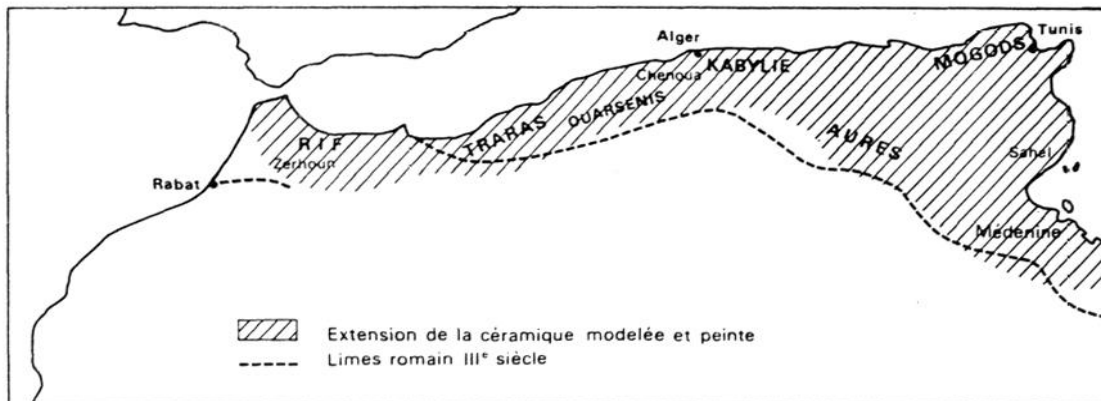 Tunis
Alger
MOGODS
KABYLIE
Chenoua
OUARSENIS
TRARAS
AURES
RIF
Zerhoun
Sahel
Rabat
Médenine
Extension de la céramique modelée et peinte
Limes romain IIIe siècle